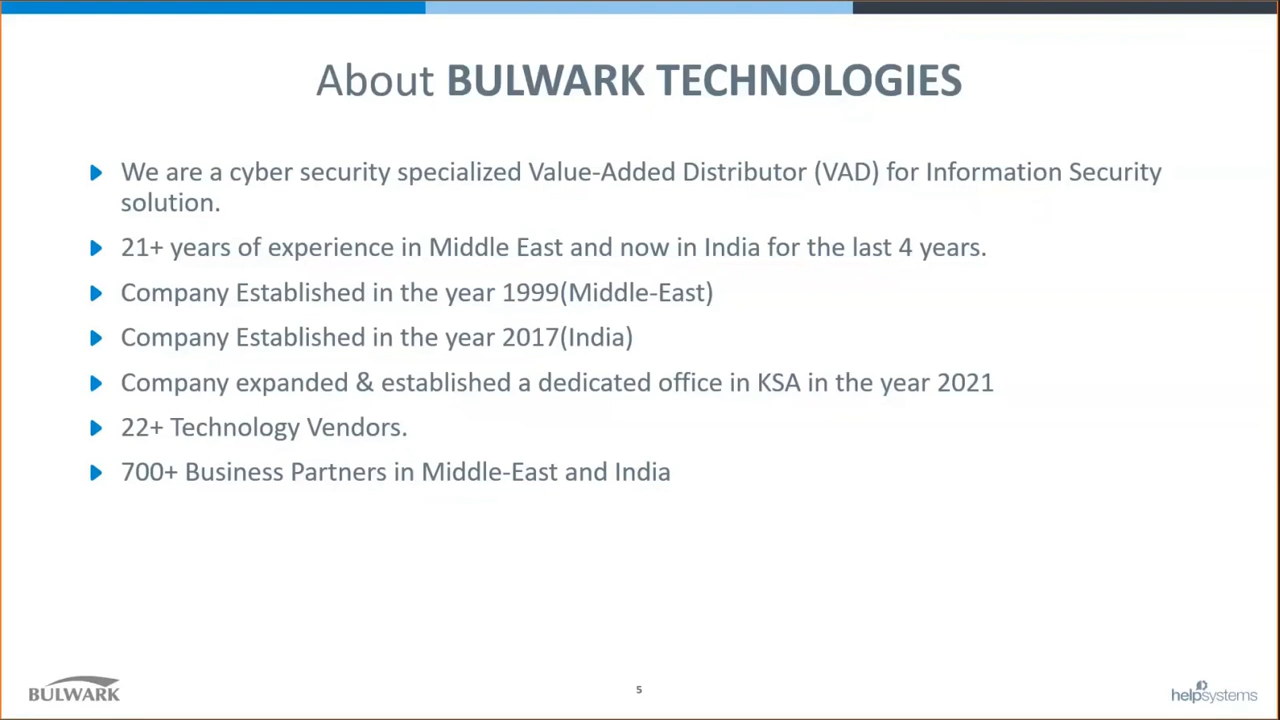 About BULWARK TECHNOLOGIES
We are a cyber security specialized Value-Added Distributor (VAD) for Information Security
solution.
21+ years of experience in Middle East and now in India for the last 4 years.
Company Established in the year 1999(Middle-East)
Company Established in the year 2017(India)
Company expanded & established a dedicated office in KSA in the year 2021
22+ Technology Vendors.
700+ Business Partners in Middle-East and India
BULWARK
5
helpsystems